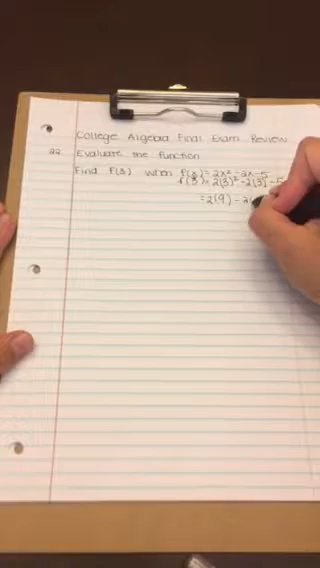 College Algebra Final Exam Review
22 Evaluate the function
Find f(3) when f(x) = 2x² - 2x - 5
f(3) = 2(3)² - 2(3) - 5
= 2(9) - 2(